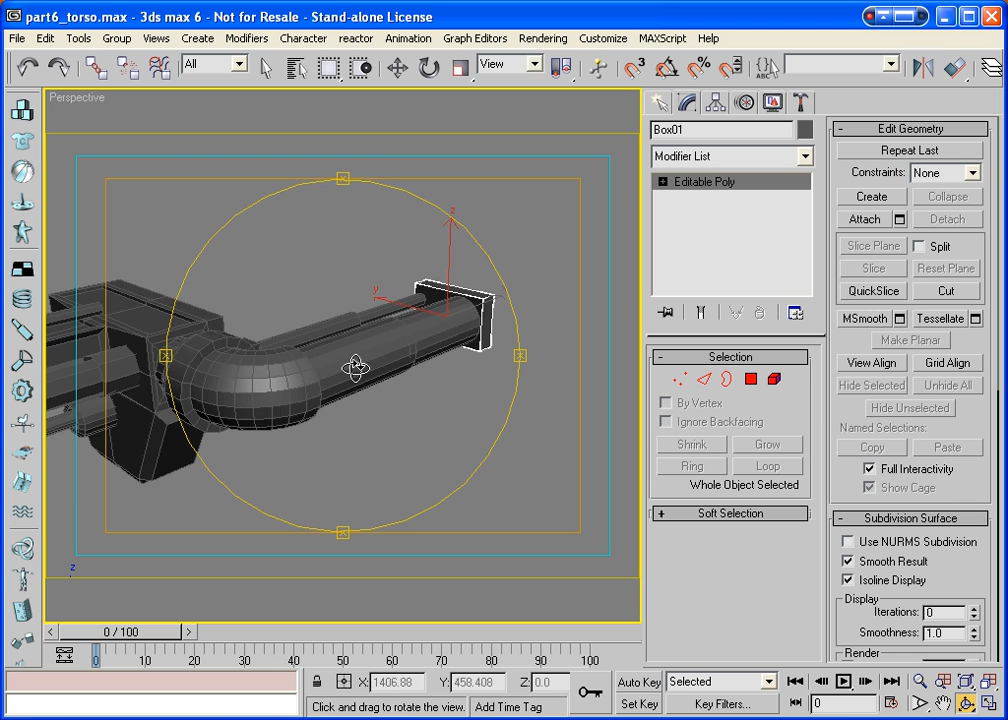 part6_torso.max - 3ds max 6 - Not for Resale - Stand-alone License
File Edit Tools Group Views Create Modifiers Character reactor Animation Graph Editors Rendering Customize MAXScript Help
All
View
3
%
ABC
Perspective
z
y
z
Box01
Modifier List
Editable Poly
Selection
By Vertex
Ignore Backfacing
Shrink Grow
Ring Loop
Whole Object Selected
+ Soft Selection
Edit Geometry
Repeat Last
Constraints: None
Create Collapse
Attach Detach
Slice Plane Split
Slice Reset Plane
QuickSlice Cut
MSmooth Tessellate
Make Planar
View Align Grid Align
Hide Selected Unhide All
Hide Unselected
Named Selections:
Copy Paste
Full Interactivity
Show Cage
Subdivision Surface
Use NURMS Subdivision
Smooth Result
Isoline Display
Display
Iterations: 0
Smoothness: 1.0
Render
0 / 100
0 10 20 30 40 50 60 70 80 90 100
X: 1406.88 Y: 458.408 Z: 0.0
Auto Key Selected
Set Key Key Filters... 0
Click and drag to rotate the view. Add Time Tag